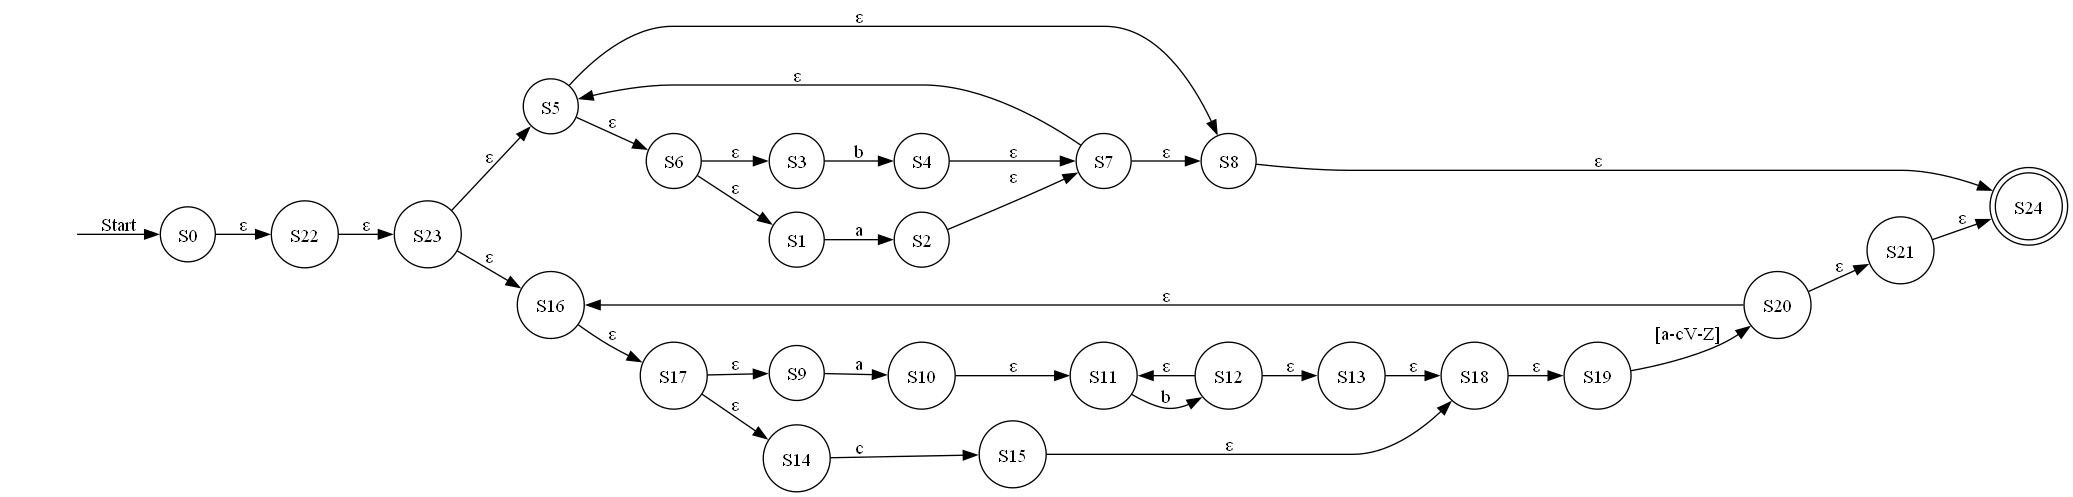 ε
ε
S5
ε
ε
S6
ε
S3
b
S4
ε
S7
ε
S8
ε
ε
ε
Start
S0
ε
S22
ε
S23
S1
a
S2
ε
S24
ε
S21
ε
S16
ε
S20
ε
[a-cV-Z]
S17
ε
S9
a
S10
ε
S11
ε
b
S12
ε
S13
ε
S18
ε
S19
ε
S14
c
S15
ε